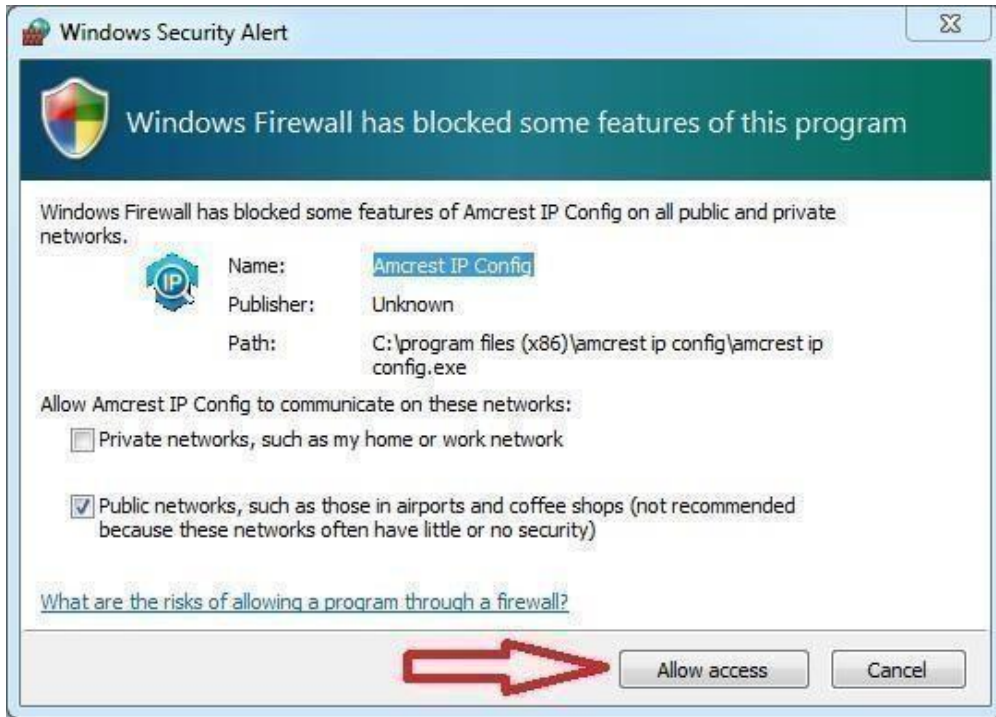 Windows Security Alert
Windows Firewall has blocked some features of this program
Windows Firewall has blocked some features of Amcrest IP Config on all public and private
networks.
IP
Name: Amcrest IP Config
Publisher: Unknown
Path: C:\program files (x86)\amcrest ip config\amcrest ip
config.exe
Allow Amcrest IP Config to communicate on these networks:
Private networks, such as my home or work network
Public networks, such as those in airports and coffee shops (not recommended
because these networks often have little or no security)
What are the risks of allowing a program through a firewall?
Allow access Cancel